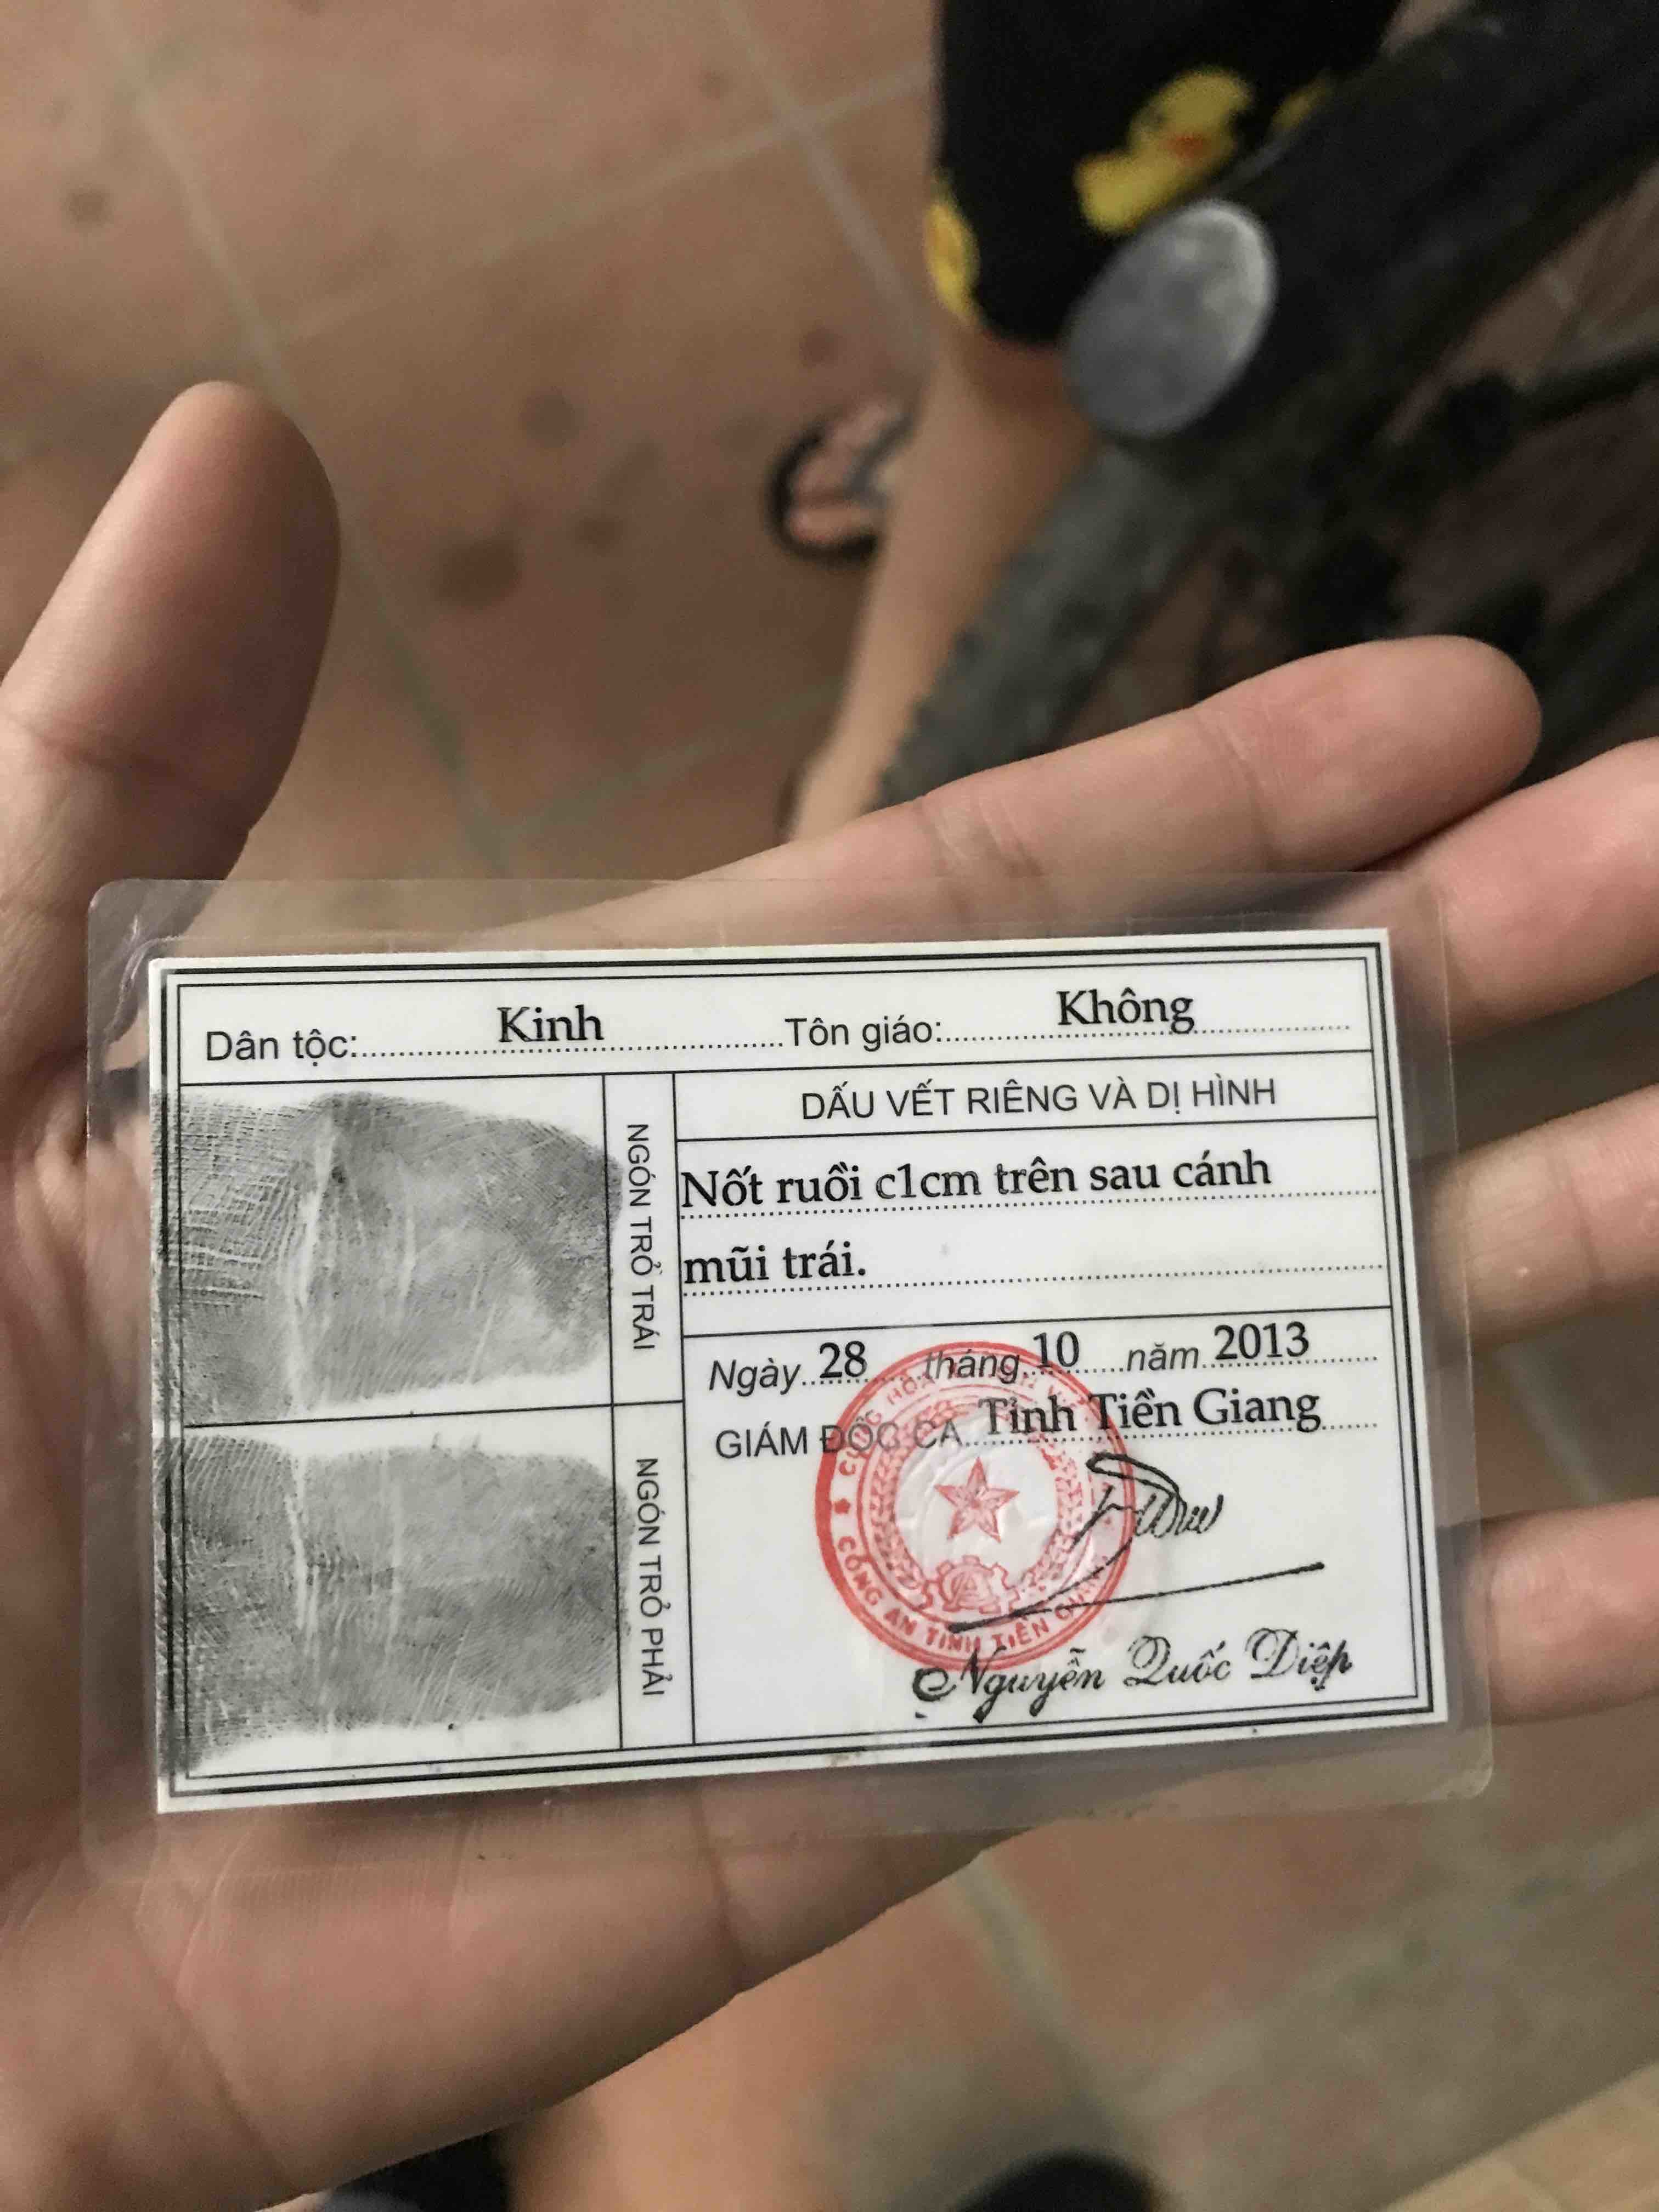 Dân tộc: Kinh Tôn giáo: Không
NGÓN TRỎ TRÁI
DẤU VẾT RIÊNG VÀ DỊ HÌNH
Nốt ruồi c1cm trên sau cánh
mũi trái.
NGÓN TRỎ PHẢI
Ngày 28 tháng 10 năm 2013
GIÁM ĐỐC CA Tỉnh Tiền Giang
CÔNG AN TỈNH TIỀN GIANG
Nguyễn Quốc Diệp